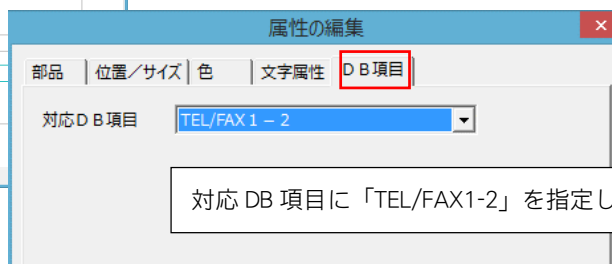 属性の編集
部品 位置／サイズ 色 文字属性 ＤＢ項目
対応ＤＢ項目 TEL/FAX１－２
対応 DB 項目に「TEL/FAX1-2」を指定し